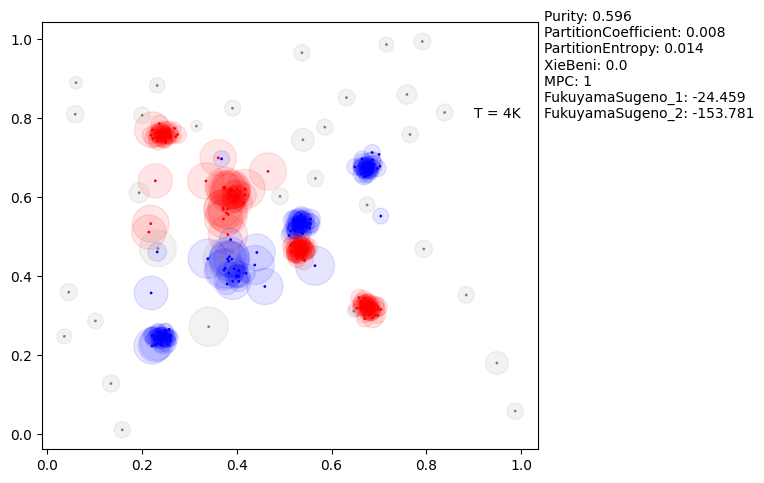 Purity: 0.596
PartitionCoefficient: 0.008
PartitionEntropy: 0.014
XieBeni: 0.0
MPC: 1
FukuyamaSugeno_1: -24.459
FukuyamaSugeno_2: -153.781
T = 4K
1.0
0.8
0.6
0.4
0.2
0.0
0.0 0.2 0.4 0.6 0.8 1.0